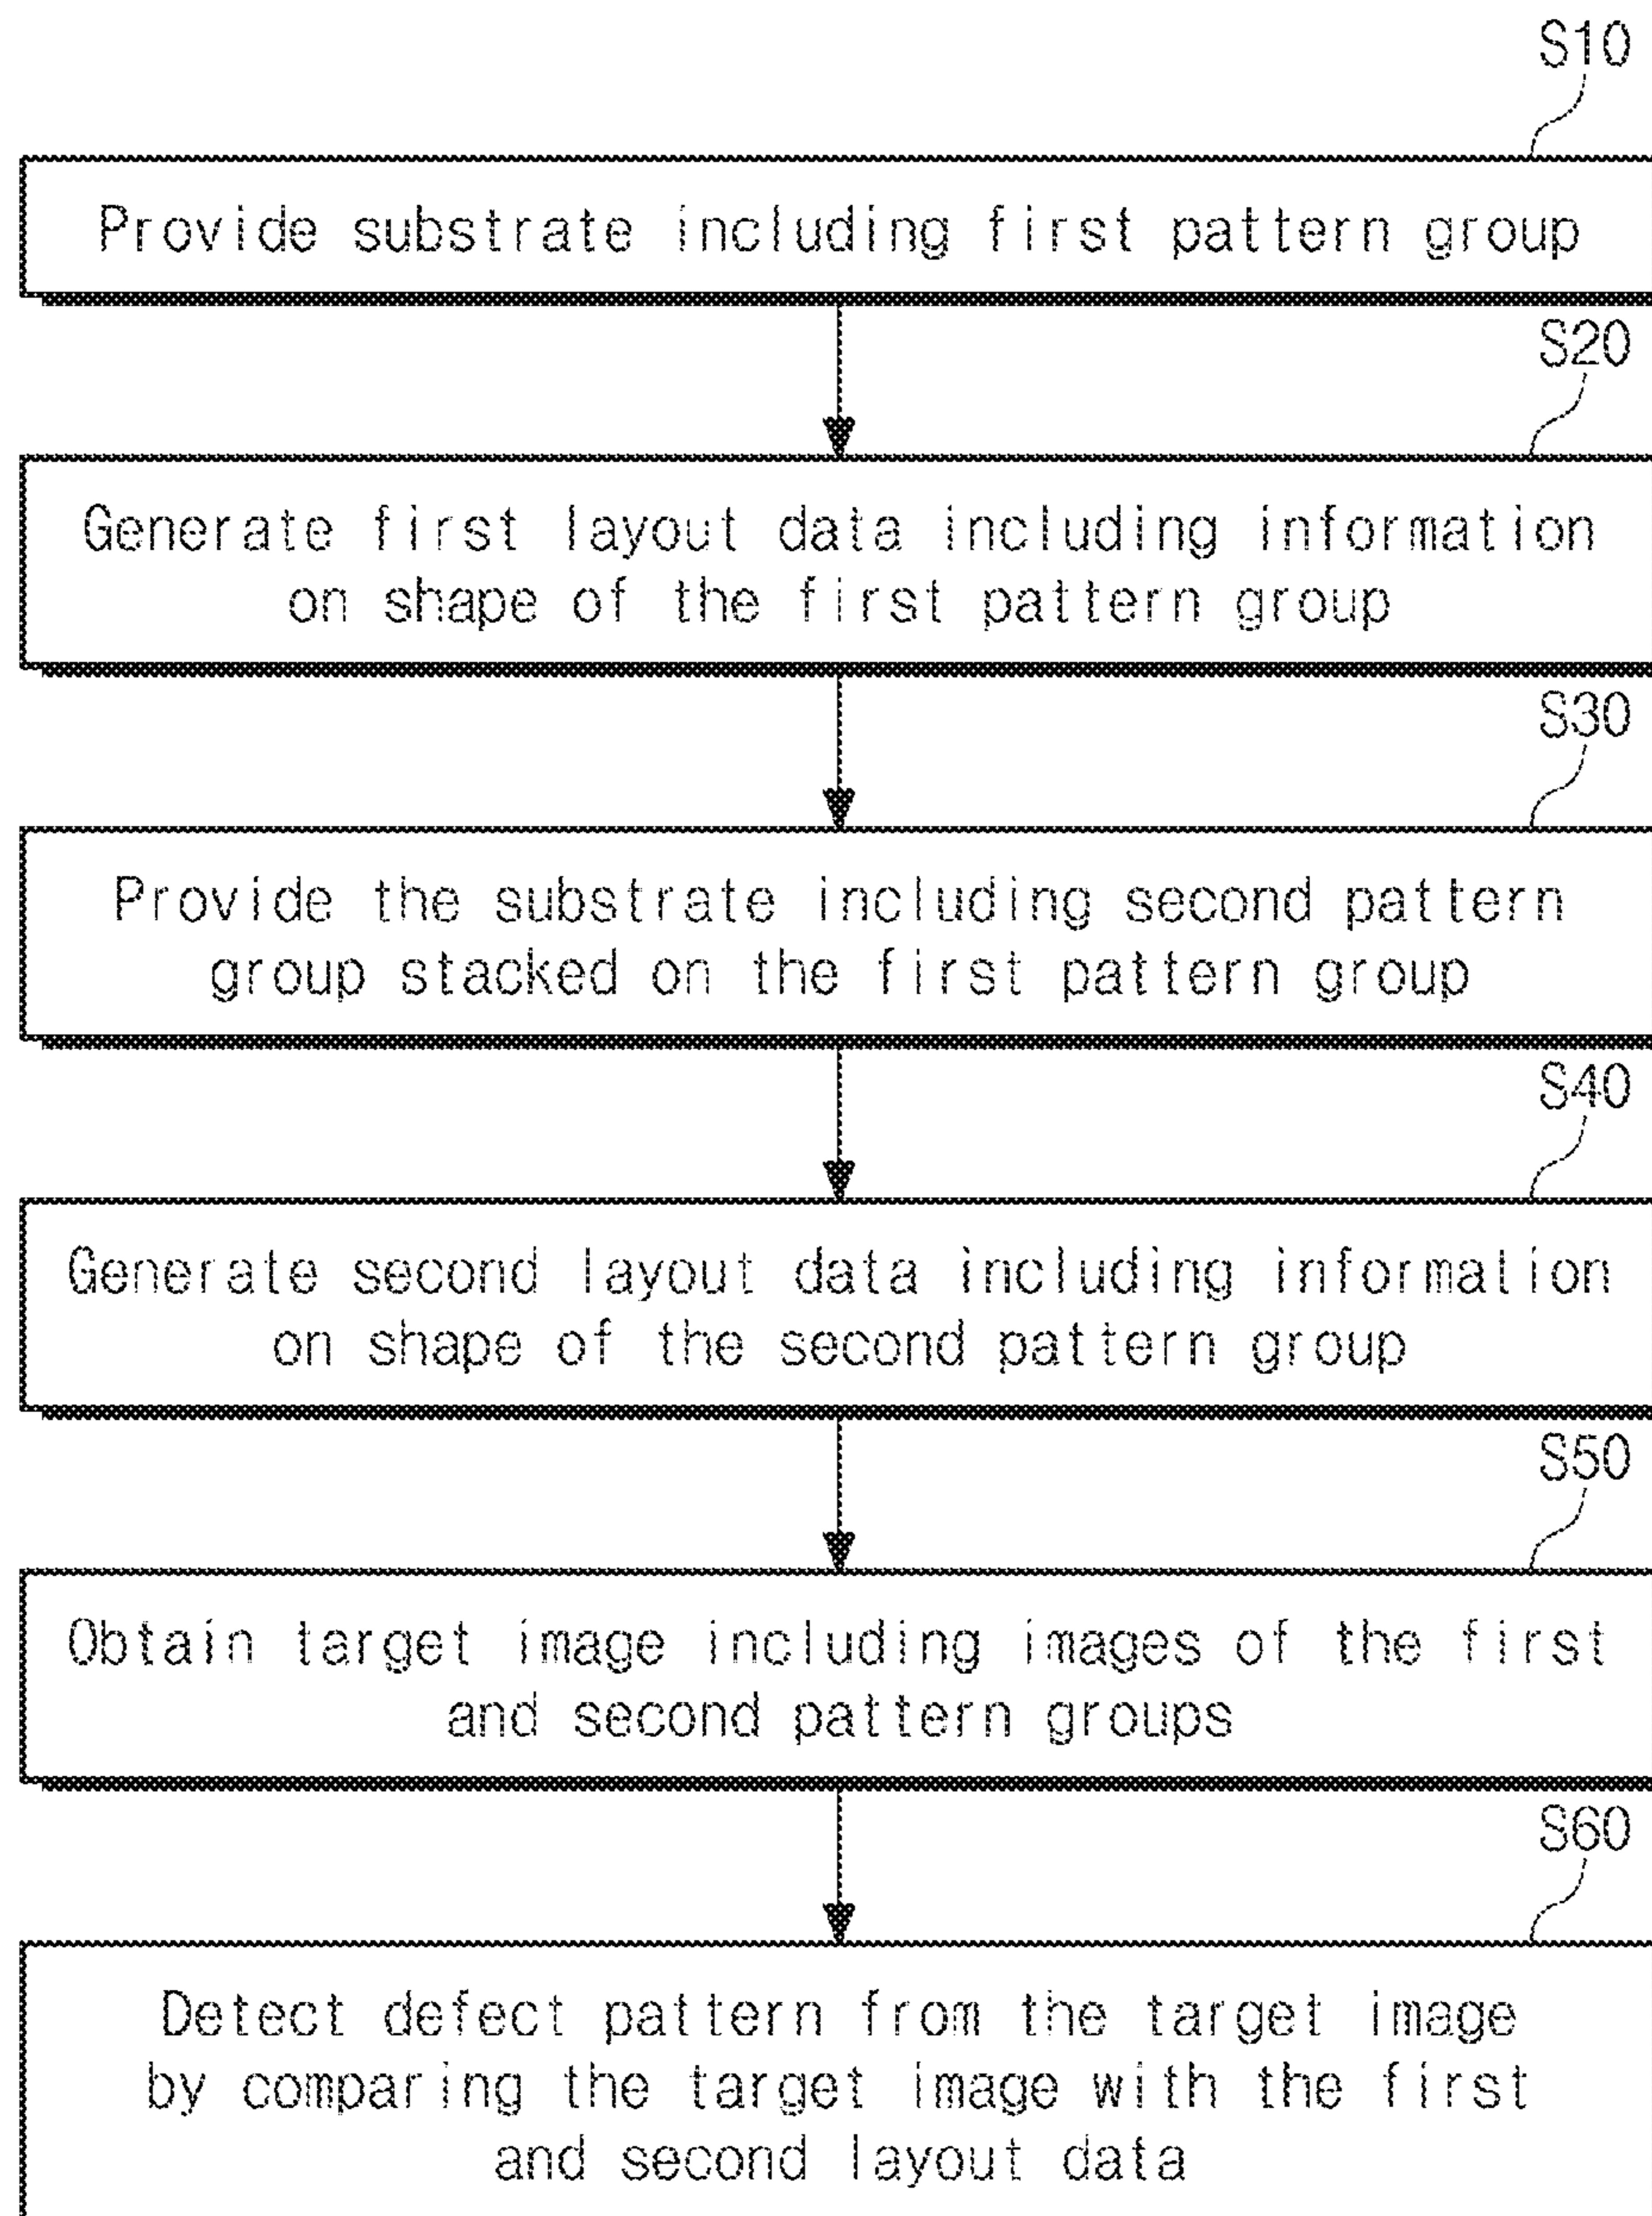 S10
Provide substrate including first pattern group
S20
Generate first layout data including information
on shape of the first pattern group
S30
Provide the substrate including second pattern
group stacked on the first pattern group
S40
Generate second layout data including information
on shape of the second pattern group
S50
Obtain target image including images of the first
and second pattern groups
S60
Detect defect pattern from the target image
by comparing the target image with the first
and second layout data